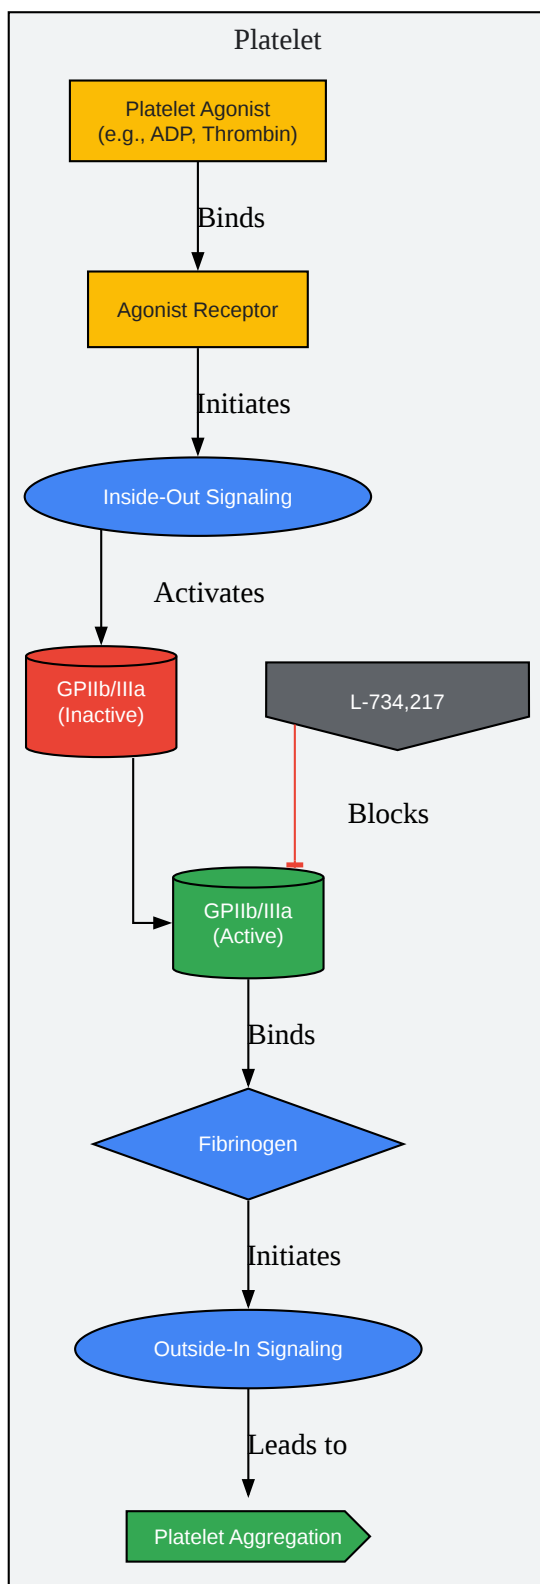 Platelet
Platelet Agonist
(e.g., ADP, Thrombin)
Binds
Agonist Receptor
Initiates
Inside-Out Signaling
Activates
GPIIb/IIIa
(Inactive)
L-734,217
Blocks
GPIIb/IIIa
(Active)
Binds
Fibrinogen
Initiates
Outside-In Signaling
Leads to
Platelet Aggregation